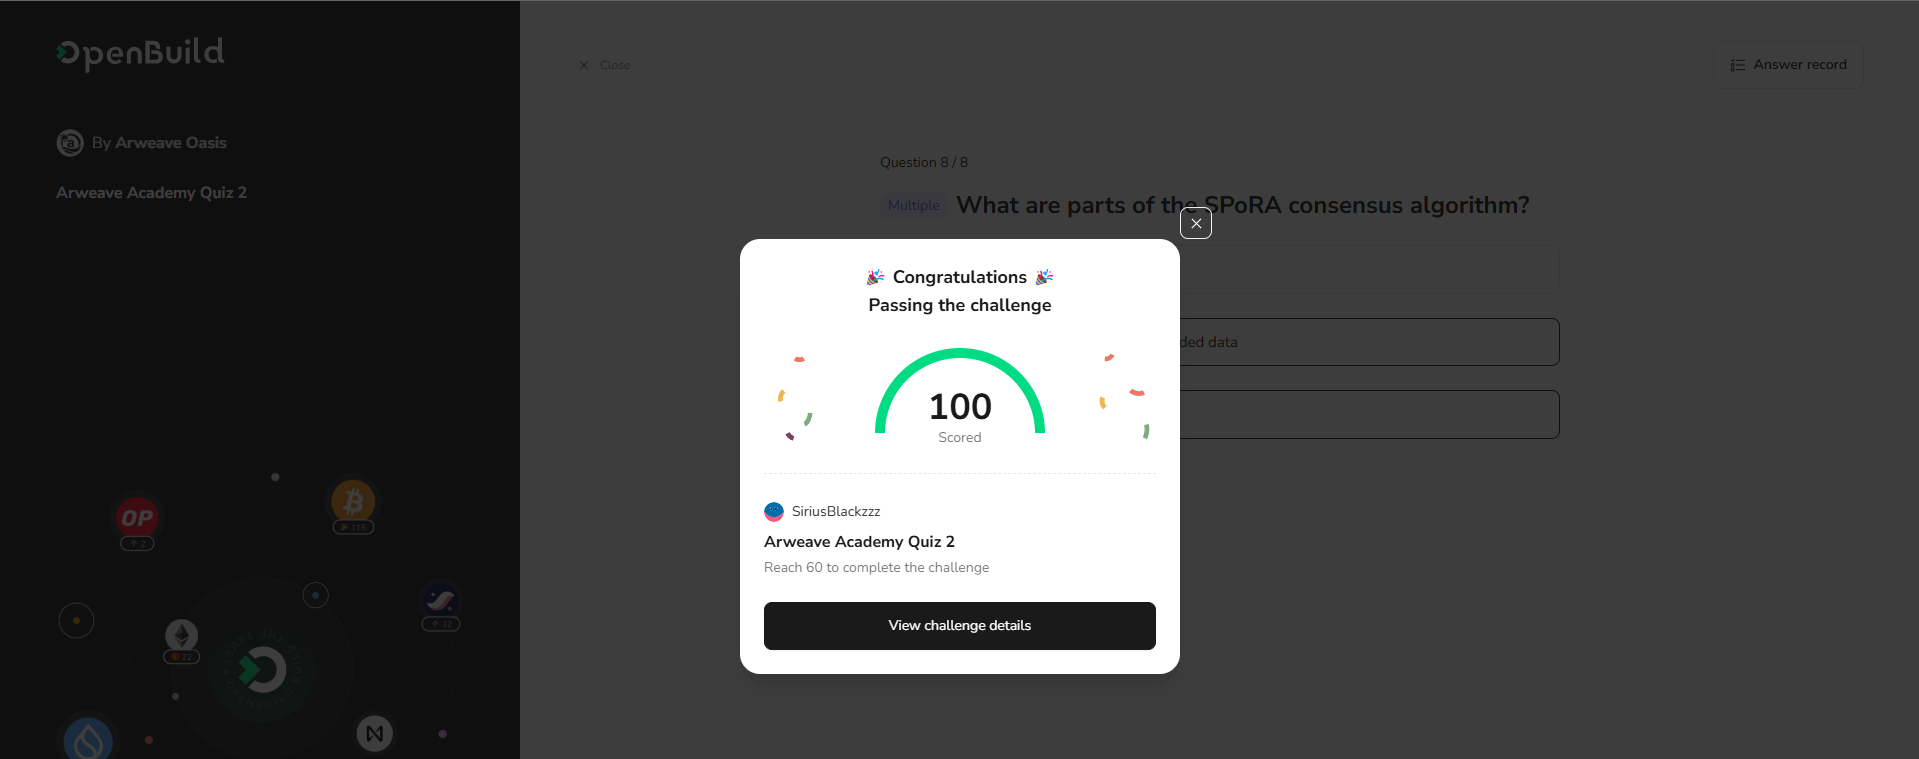 OpenBuild
By Arweave Oasis
Arweave Academy Quiz 2
OP
↑ 2
115
↑ 32
22
Close
Answer record
Question 8 / 8
Multiple What are parts of the SPoRA consensus algorithm?
ded data
🎉 Congratulations 🎉
Passing the challenge
100
Scored
SiriusBlackzzz
Arweave Academy Quiz 2
Reach 60 to complete the challenge
View challenge details